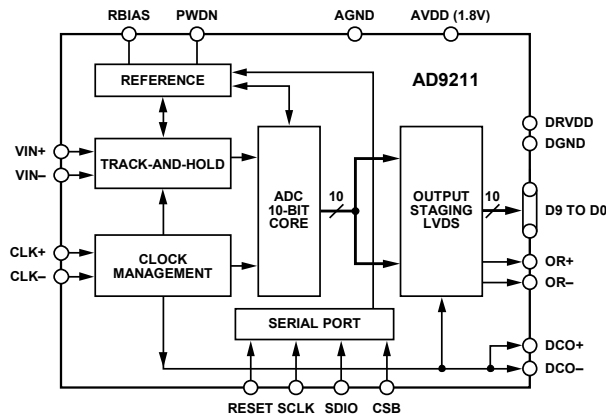 RBIAS PWDN AGND AVDD (1.8V)
REFERENCE
AD9211
DRVDD
DGND
VIN+
VIN–
TRACK-AND-HOLD
ADC
10-BIT
CORE
10
OUTPUT
STAGING
LVDS
10
D9 TO D0
CLK+
CLK–
CLOCK
MANAGEMENT
OR+
OR–
SERIAL PORT
DCO+
DCO–
RESET SCLK SDIO CSB